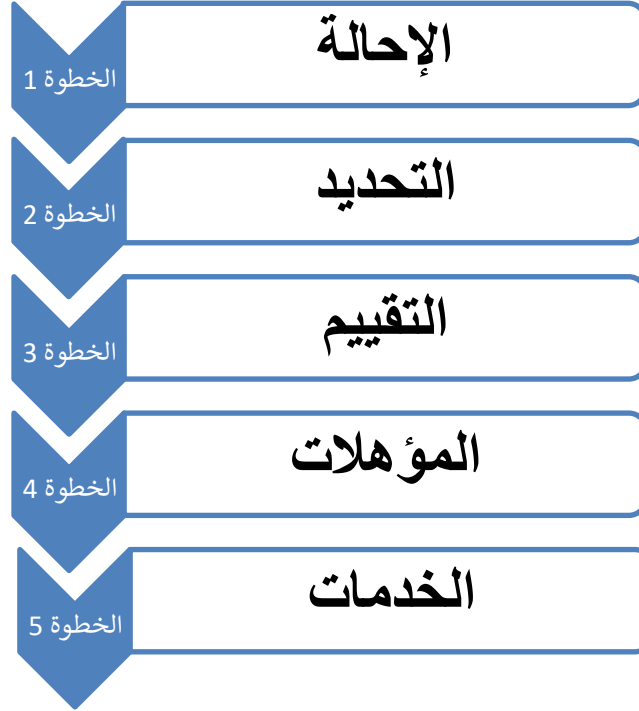 الخطوة 1
الإحالة
الخطوة 2
التحديد
الخطوة 3
التقييم
الخطوة 4
المؤهلات
الخطوة 5
الخدمات